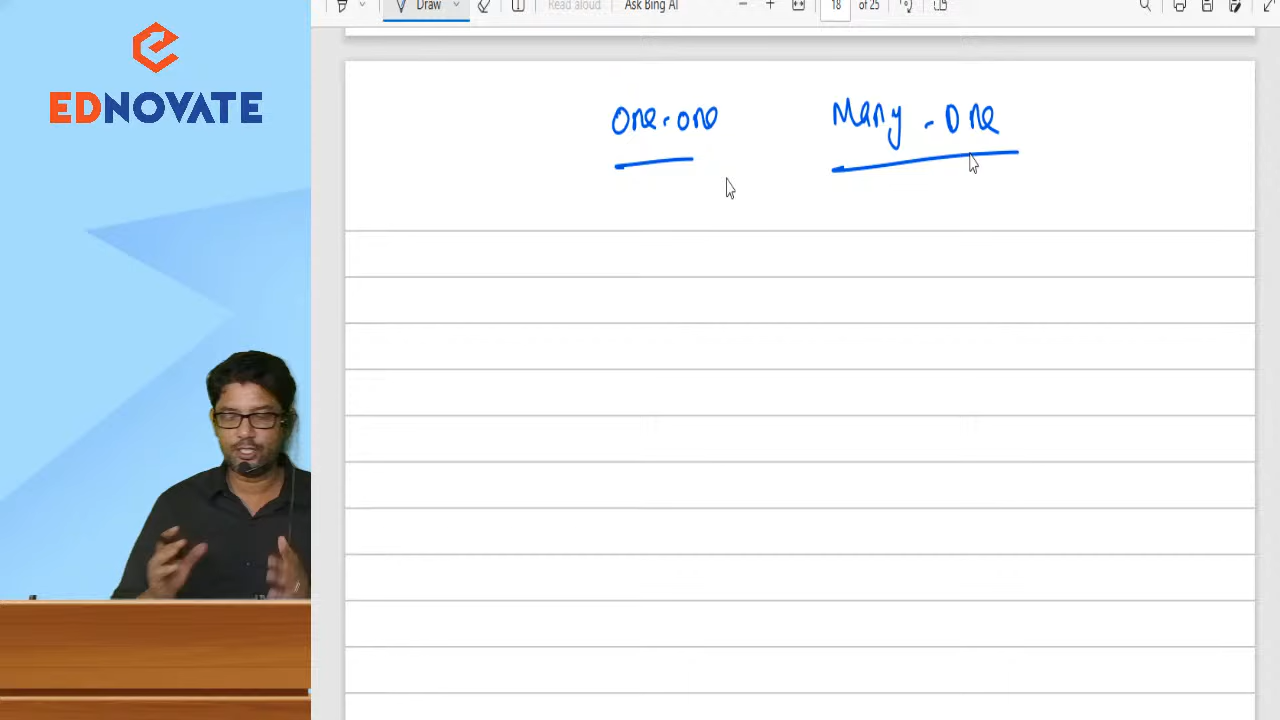 Draw
Read aloud
Ask Bing AI
18 of 25
EDNOVATE
One-one
Many-One